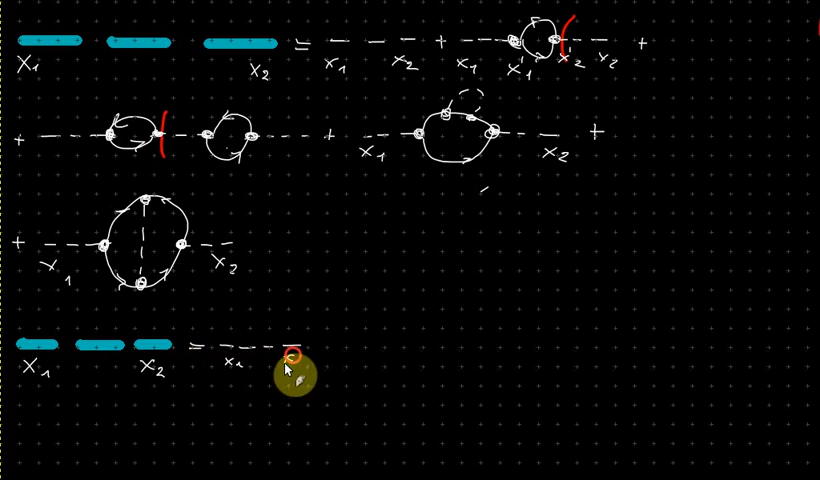 = +  +
x₁ x₂ x₁ x₂ x₁ x₁' x₂' x₂
+ + +
x₁ x₂
+
x₁ x₂
=
x₁ x₂ x₁